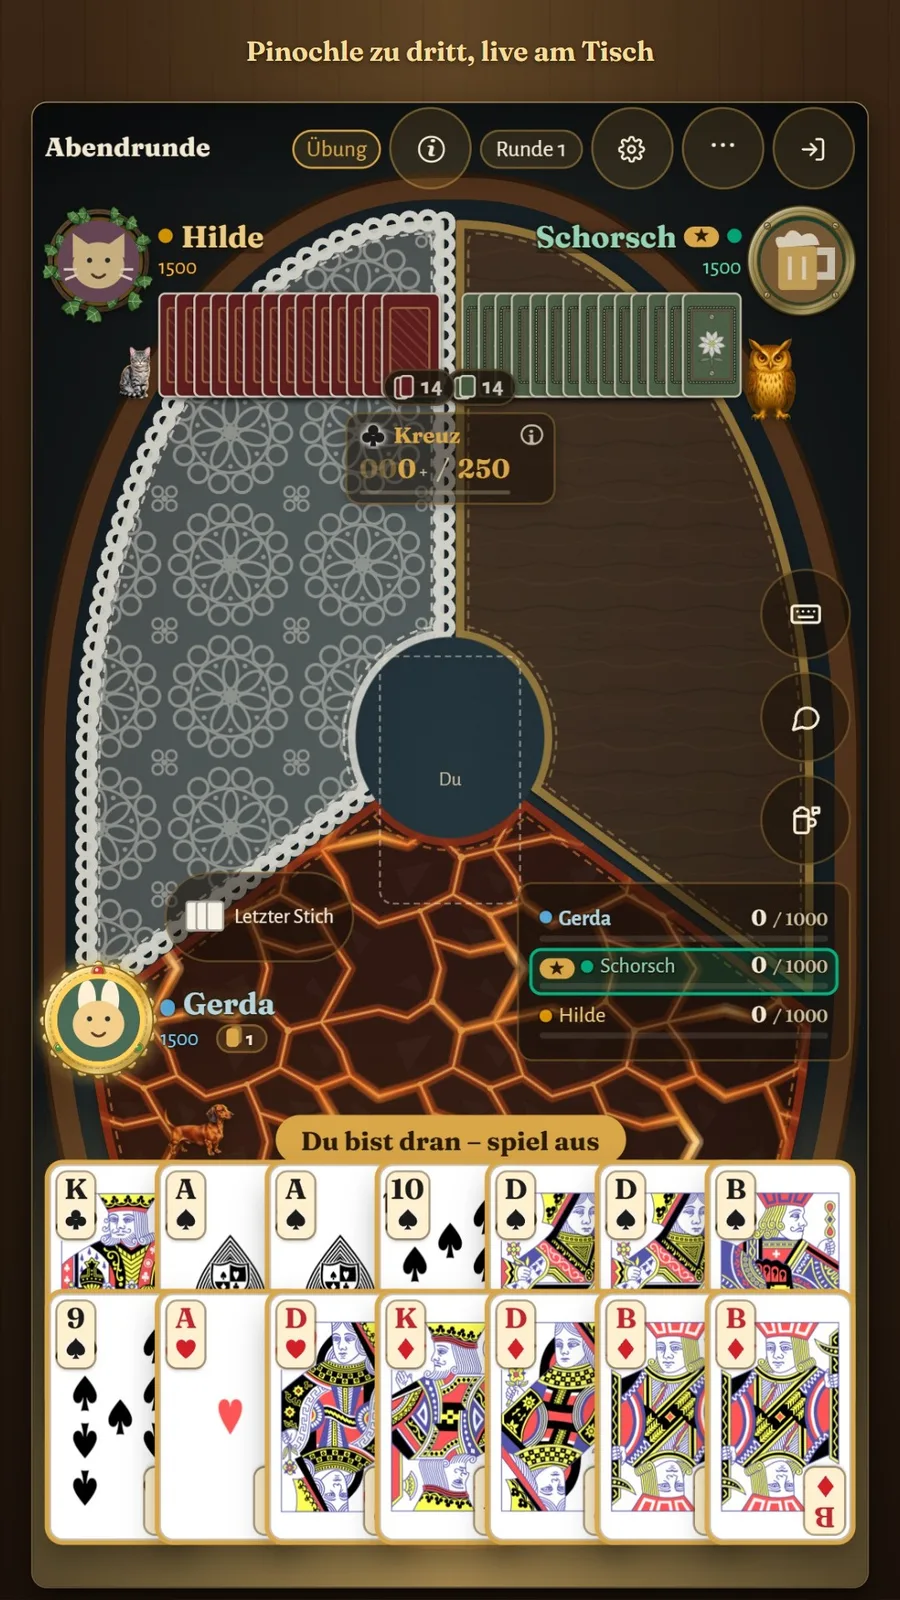 Pinochle zu dritt, live am Tisch
Abendrunde
Übung
Runde 1
Hilde
1500
Schorsch
1500
14
14
Kreuz
000+ / 250
Du
Letzter Stich
Gerda 0 / 1000
Schorsch 0 / 1000
Hilde 0 / 1000
Gerda
1500
1
Du bist dran – spiel aus
K A A 10 D D B
9 A D K D B B
B